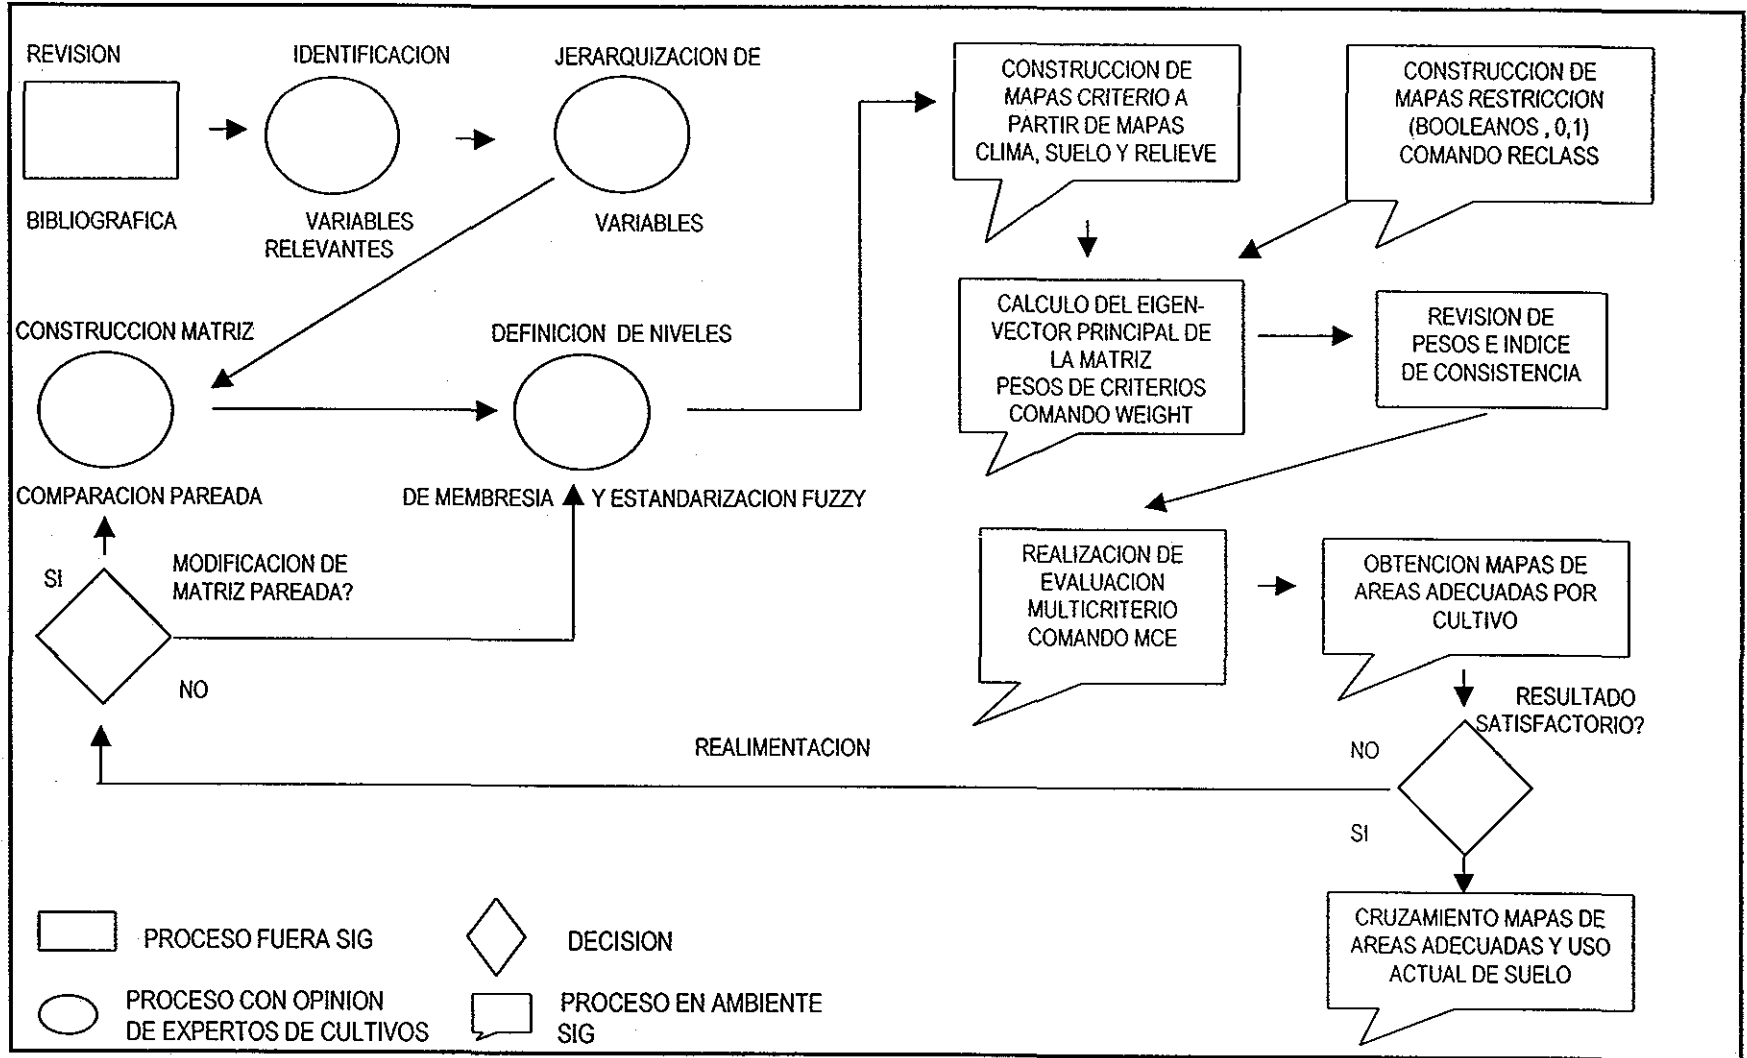 REVISION
BIBLIOGRAFICA
IDENTIFICACION
VARIABLES
RELEVANTES
JERARQUIZACION DE
VARIABLES
CONSTRUCCION DE
MAPAS CRITERIO A
PARTIR DE MAPAS
CLIMA, SUELO Y RELIEVE
CONSTRUCCION DE
MAPAS RESTRICCION
(BOOLEANOS , 0,1)
COMANDO RECLASS
CONSTRUCCION MATRIZ
COMPARACION PAREADA
DEFINICION DE NIVELES
DE MEMBRESIA Y ESTANDARIZACION FUZZY
CALCULO DEL EIGEN-
VECTOR PRINCIPAL DE
LA MATRIZ
PESOS DE CRITERIOS
COMANDO WEIGHT
REVISION DE
PESOS E INDICE
DE CONSISTENCIA
SI
MODIFICACION DE
MATRIZ PAREADA?
NO
REALIZACION DE
EVALUACION
MULTICRITERIO
COMANDO MCE
OBTENCION MAPAS DE
AREAS ADECUADAS POR
CULTIVO
RESULTADO
SATISFACTORIO?
NO
SI
REALIMENTACION
CRUZAMIENTO MAPAS DE
AREAS ADECUADAS Y USO
ACTUAL DE SUELO
PROCESO FUERA SIG
DECISION
PROCESO CON OPINION
DE EXPERTOS DE CULTIVOS
PROCESO EN AMBIENTE
SIG